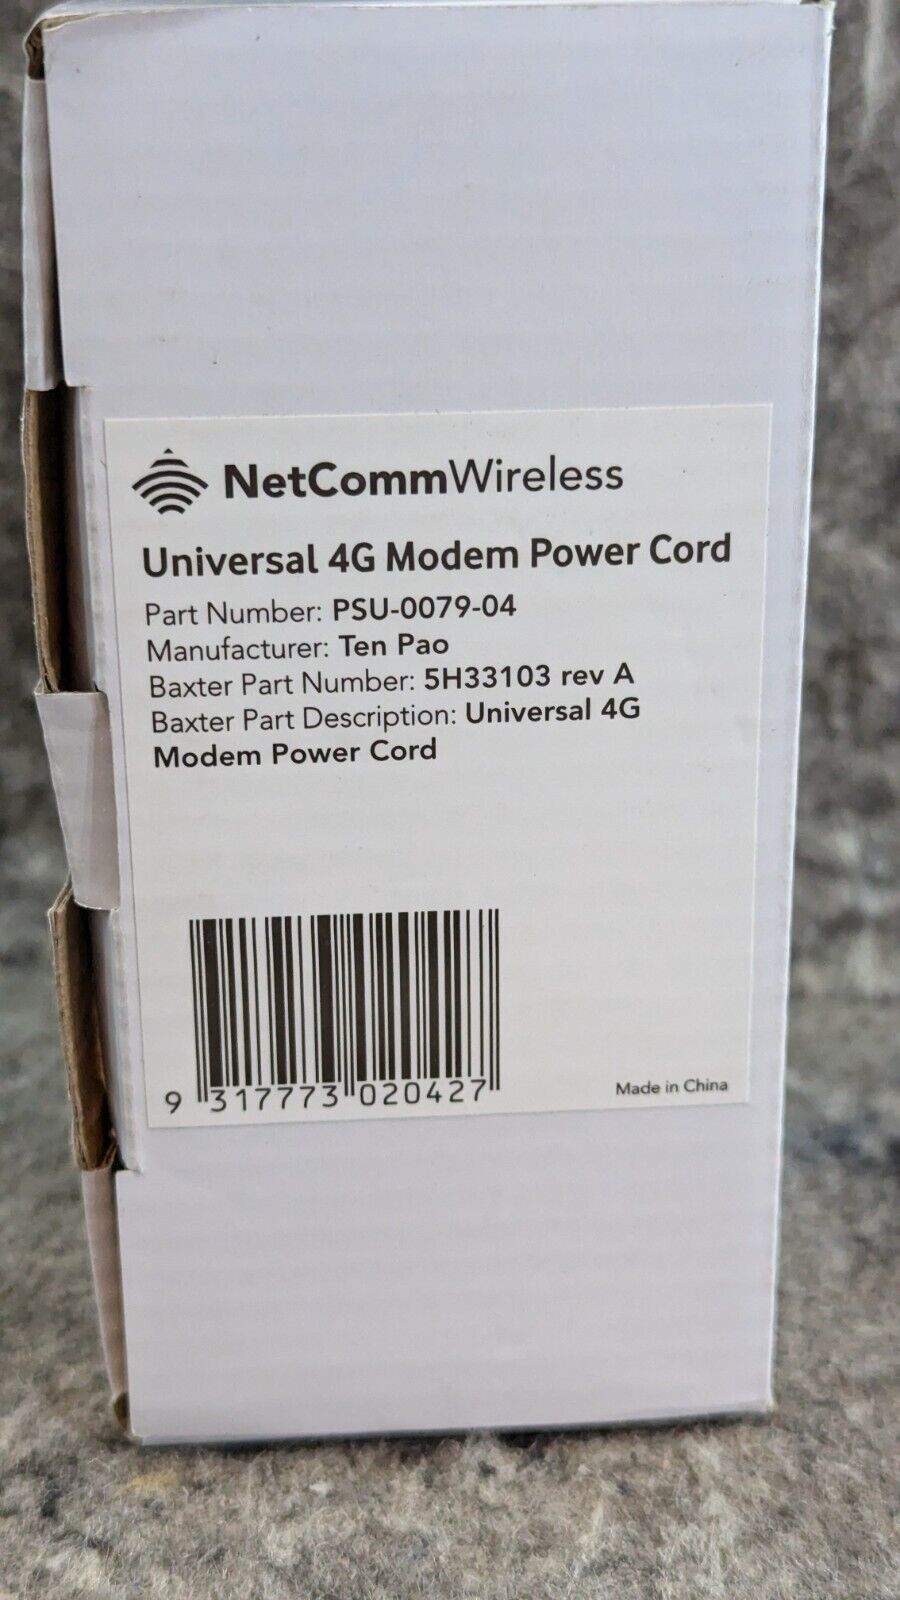 NetCommWireless
Universal 4G Modem Power Cord
Part Number: PSU-0079-04
Manufacturer: Ten Pao
Baxter Part Number: 5H33103 rev A
Baxter Part Description: Universal 4G
Modem Power Cord
9 317773 020427
Made in China